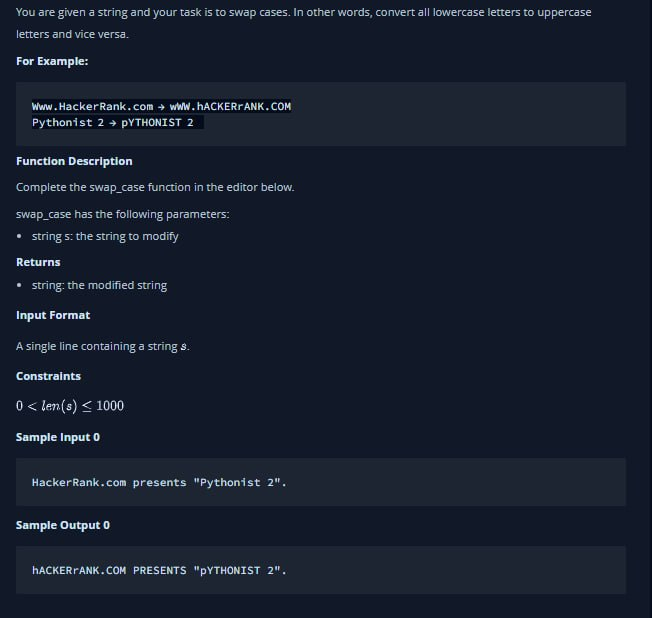 You are given a string and your task is to swap cases. In other words, convert all lowercase letters to uppercase
letters and vice versa.
For Example:
Www.HackerRank.com → wWW.hACKERrANK.COM
Pythonist 2 → pYTHONIST 2
Function Description
Complete the swap_case function in the editor below.
swap_case has the following parameters:
• string s: the string to modify
Returns
• string: the modified string
Input Format
A single line containing a string s.
Constraints
0 < len(s) ≤ 1000
Sample Input 0
HackerRank.com presents "Pythonist 2".
Sample Output 0
hACKERrANK.COM PRESENTS "pYTHONIST 2".